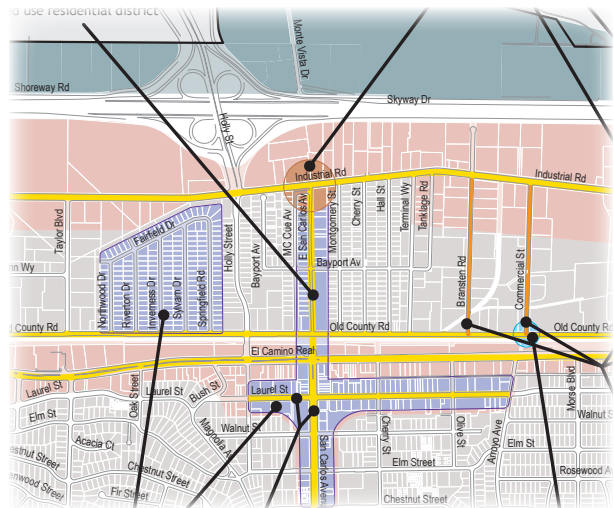 d use residential district
Monte Vista Dr
Shoreway Rd
Skyway Dr
Holly St
Industrial Rd
Industrial Rd
Taylor Blvd
Fairfield Dr
Northwood Dr
Riverton Dr
Inverness Dr
Sylvan Dr
Springfield Rd
Holly Street
Bayport Av
MC Cue Av
E San Carlos Av
Montgomery St
Cherry St
Hall St
Terminal Wy
Tanklage Rd
Bayport Av
Bransten Rd
Commercial St
nn Wy
d County Rd
Old County Rd
Old County Rd
El Camino Real
Laurel St
Oak Street
Laurel St
Bush St
Laurel St
Morse Blvd
Elm St
Walnut St
Magnolia A
San Carlos Ave
Cherry St
Olive St
Arroyo Ave
Walnut S
Acacia Ct
Elm St
estnut Street
Chestnut Street
Elm Street
Rosewood Av
enwood Street
Fir Street
Chestnut Street